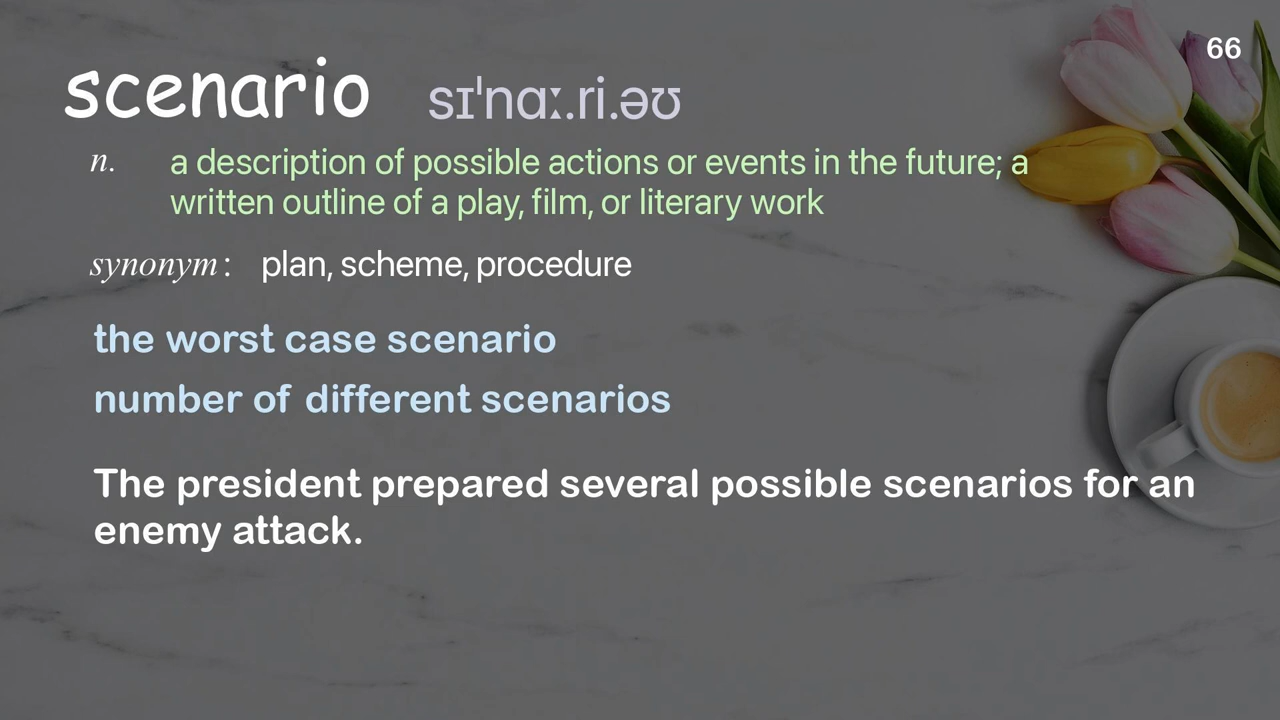 66
scenario sɪˈnɑː.ri.əʊ
n. a description of possible actions or events in the future; a
written outline of a play, film, or literary work
synonym : plan, scheme, procedure
the worst case scenario
number of different scenarios
The president prepared several possible scenarios for an
enemy attack.